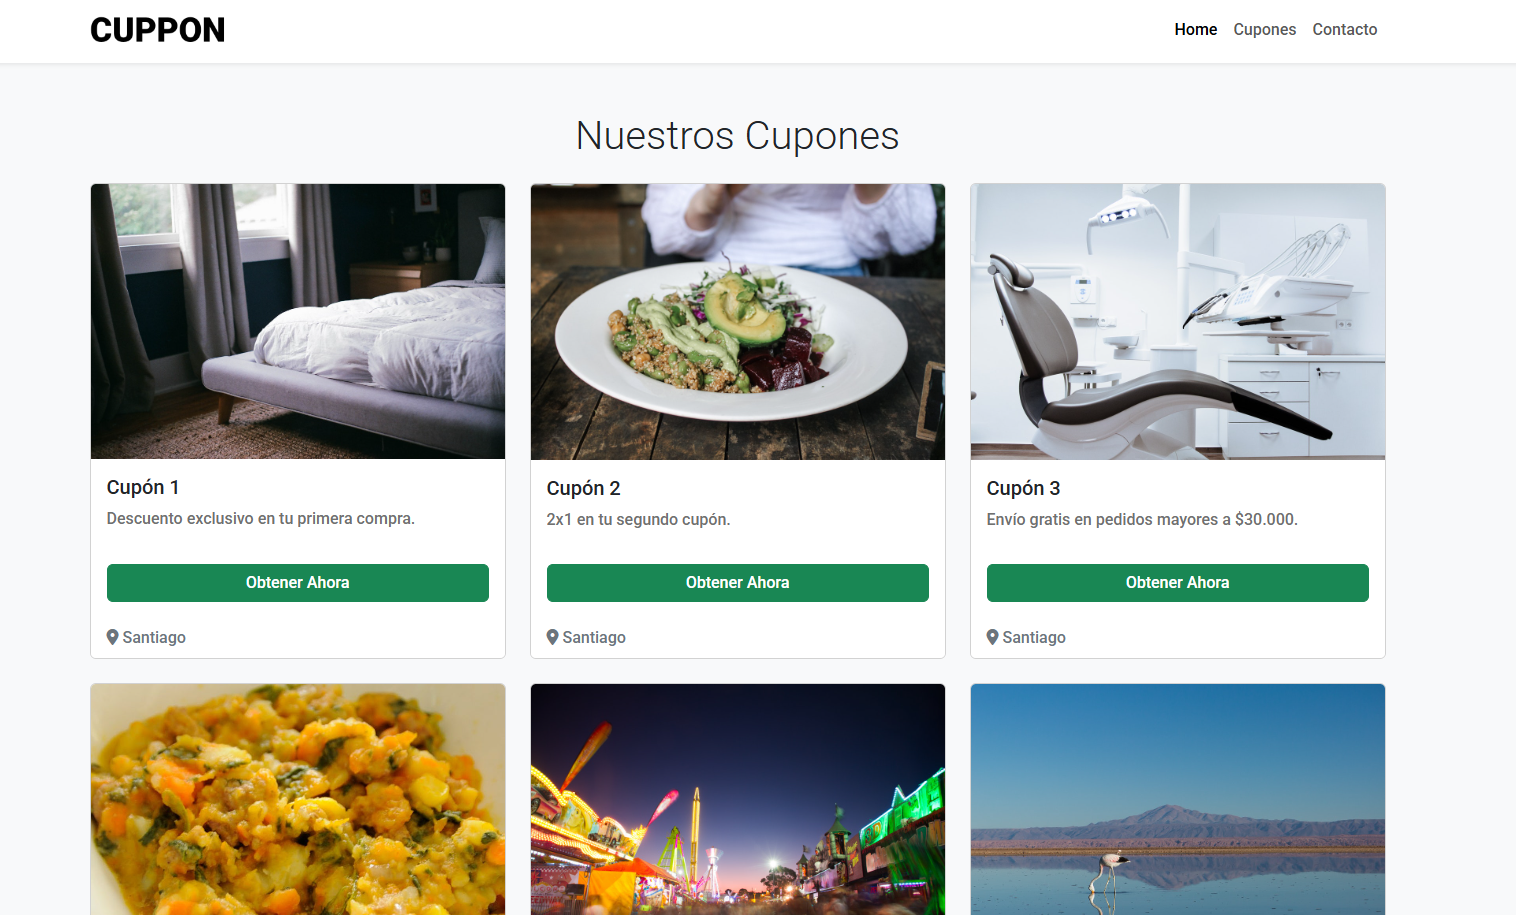 CUPPON
Home Cupones Contacto
Nuestros Cupones
Cupón 1
Descuento exclusivo en tu primera compra.
Obtener Ahora
Santiago
Cupón 2
2x1 en tu segundo cupón.
Obtener Ahora
Santiago
Cupón 3
Envío gratis en pedidos mayores a $30.000.
Obtener Ahora
Santiago